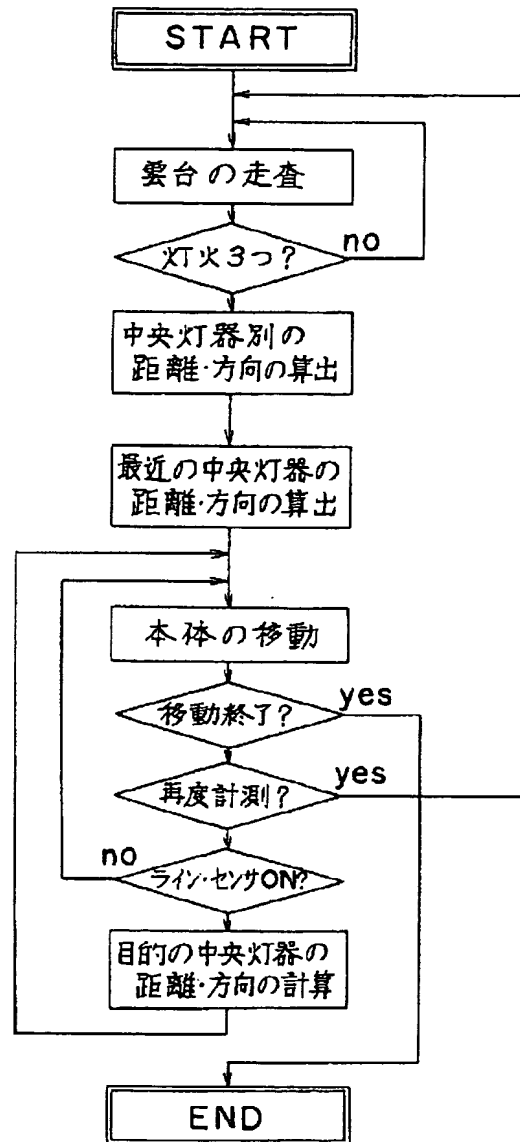 START
雲台の走査
灯火3つ?
no
中央灯器別の
距離・方向の算出
最近の中央灯器の
距離・方向の算出
本体の移動
移動終了?
yes
再度計測?
yes
ライン・センサON?
no
目的の中央灯器の
距離・方向の計算
END